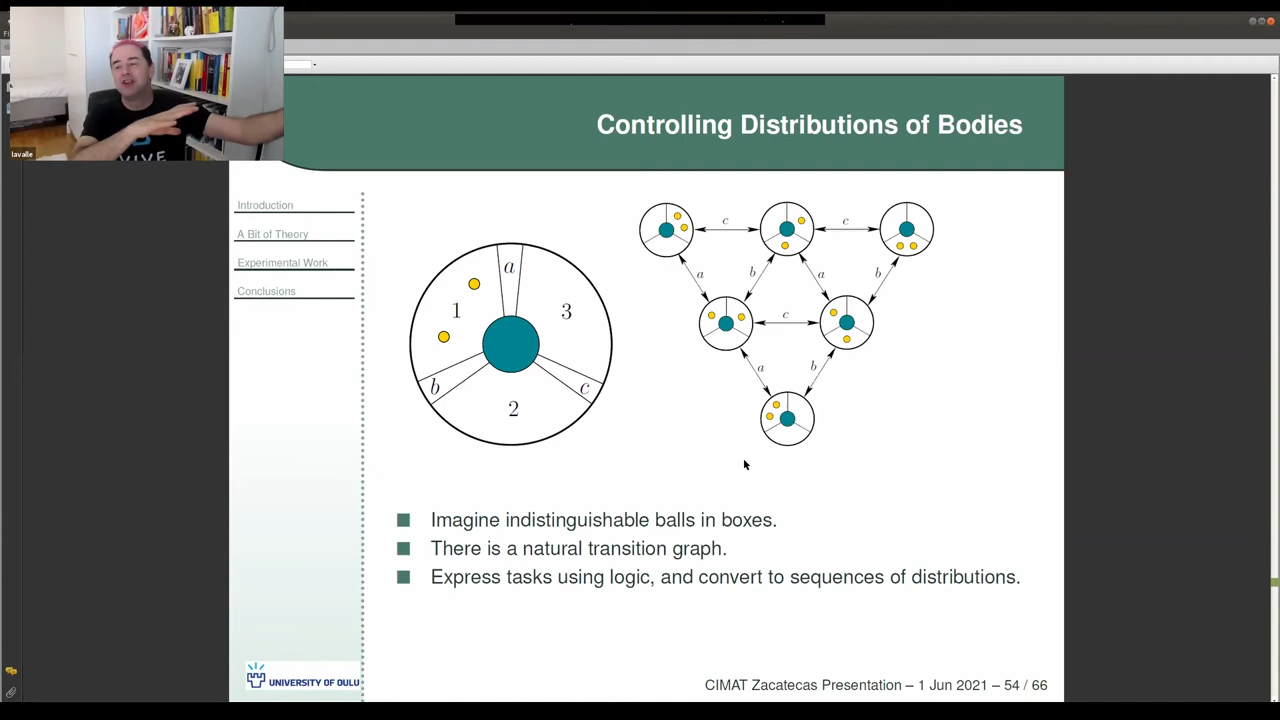 lavalle
VIVE
Controlling Distributions of Bodies
Introduction
A Bit of Theory
Experimental Work
Conclusions
a
1
3
b
c
2
c
c
a
b
a
b
c
a
b
Imagine indistinguishable balls in boxes.
There is a natural transition graph.
Express tasks using logic, and convert to sequences of distributions.
UNIVERSITY OF OULU
CIMAT Zacatecas Presentation – 1 Jun 2021 – 54 / 66